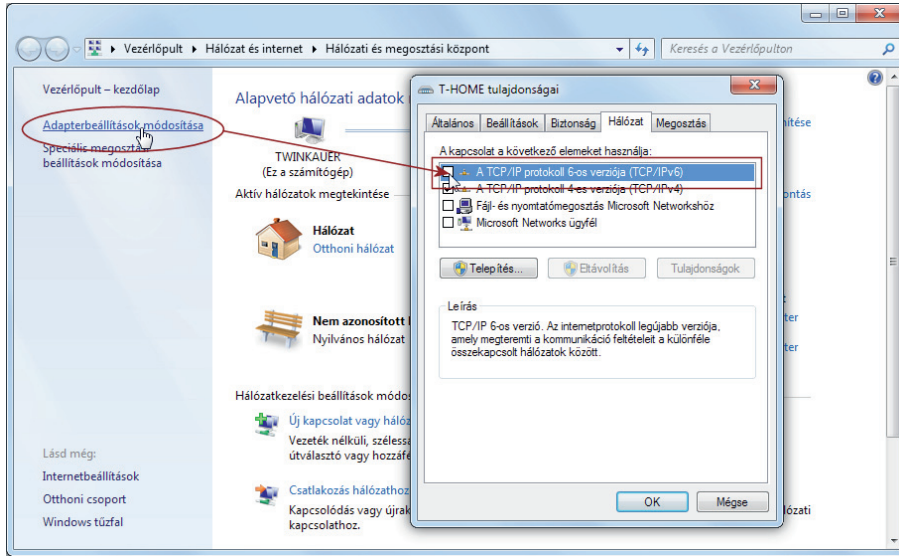 Vezérlőpult ▸ Hálózat és internet ▸ Hálózati és megosztási központ
Keresés a Vezérlőpulton
Vezérlőpult – kezdőlap
Adapterbeállítások módosítása
Speciális megosztási
beállítások módosítása
Lásd még:
Internetbeállítások
Otthoni csoport
Windows tűzfal
Alapvető hálózati adatok
TWINKAUER
(Ez a számítógép)
Aktív hálózatok megtekintése
Hálózat
Otthoni hálózat
Nem azonosított
Nyilvános hálózat
Hálózatkezelési beállítások módo
Új kapcsolat vagy hálóz
Vezeték nélküli, szélessá
útválasztó vagy hozzáfé
Csatlakozás hálózathoz
Kapcsolódás vagy újrak
kapcsolathoz.
T-HOME tulajdonságai
Általános Beállítások Biztonság Hálózat Megosztás
A kapcsolat a következő elemeket használja:
A TCP/IP protokoll 6-os verziója (TCP/IPv6)
A TCP/IP protokoll 4-es verziója (TCP/IPv4)
Fájl- és nyomtatómegosztás Microsoft Networkshöz
Microsoft Networks ügyfél
Telepítés... Eltávolítás Tulajdonságok
Leírás
TCP/IP 6-os verzió. Az internetprotokoll legújabb verziója,
amely megteremti a kommunikáció feltételeit a különféle
összekapcsolt hálózatok között.
OK Mégse
ítése
ontás
ter
ter
lózati